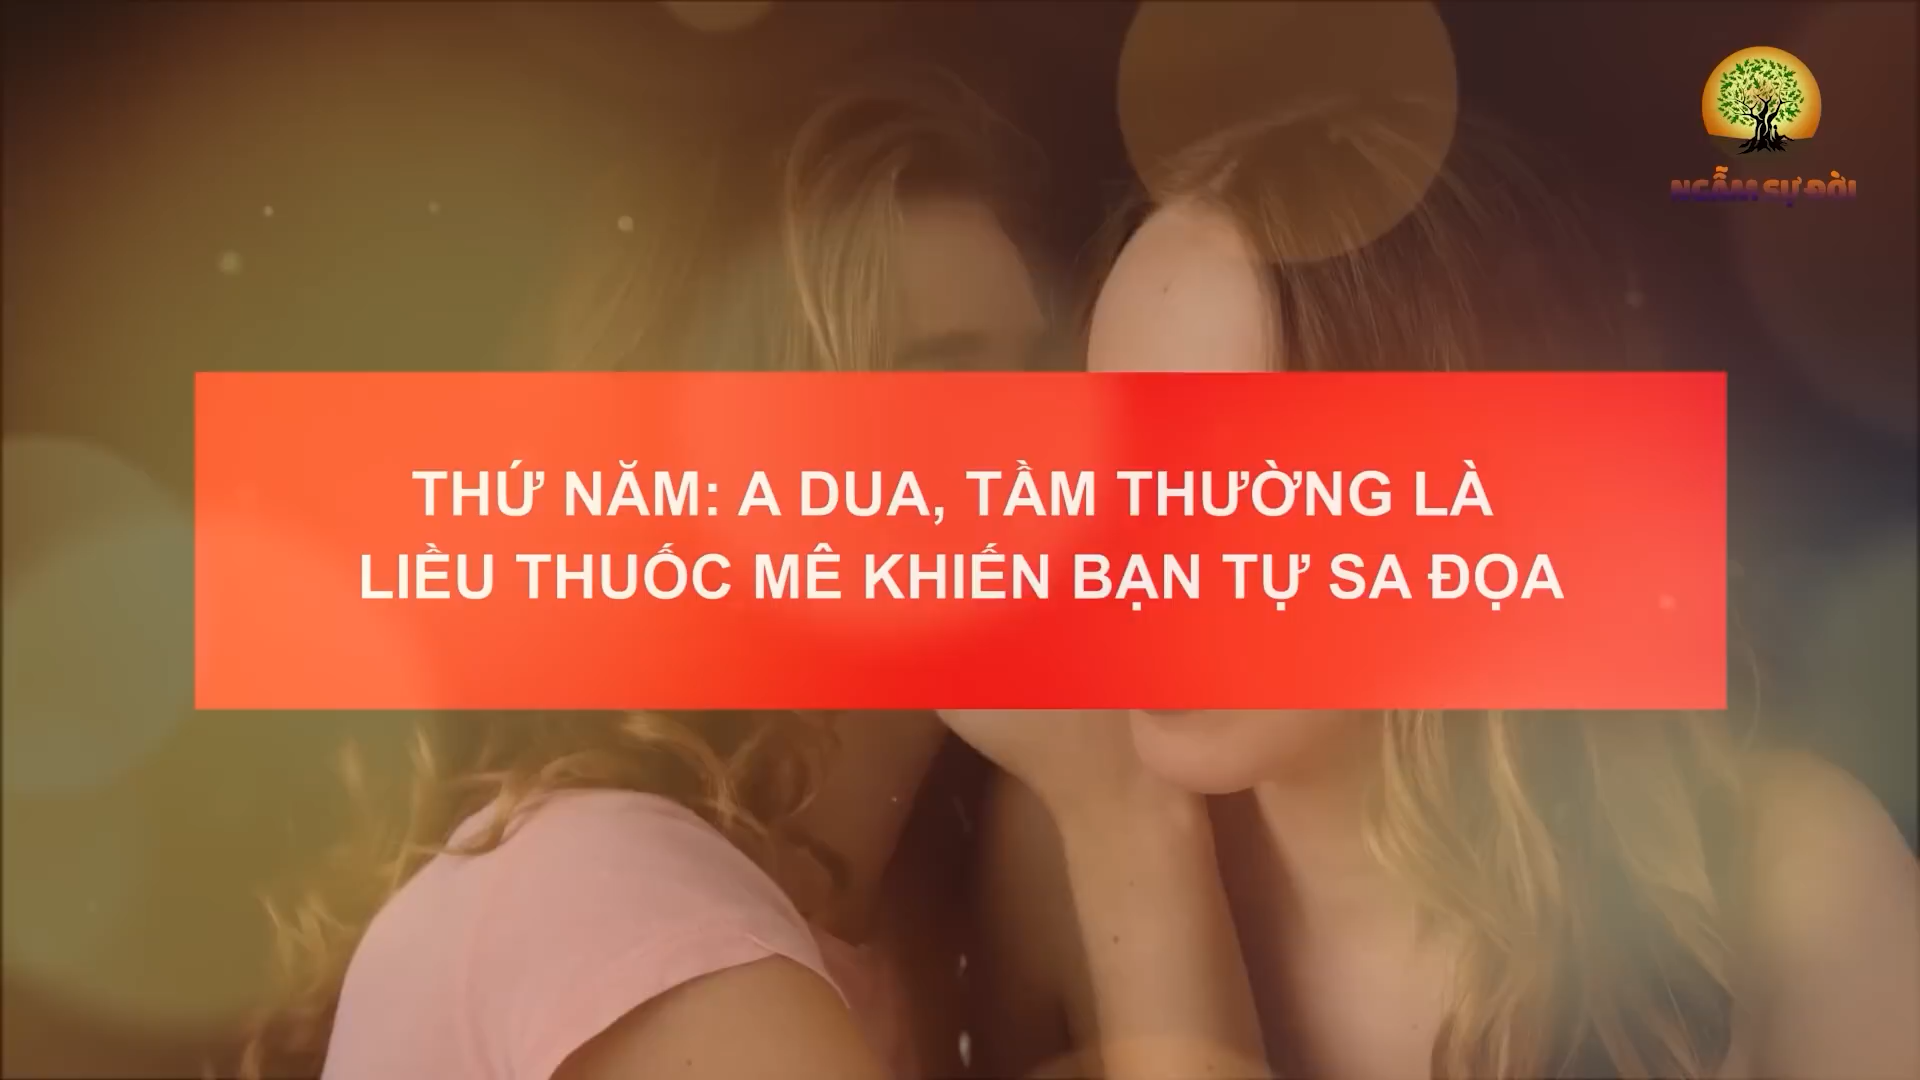 NGẪM SỰ ĐỜI
THỨ NĂM: A DUA, TẦM THƯỜNG LÀ
LIỀU THUỐC MÊ KHIẾN BẠN TỰ SA ĐỌA